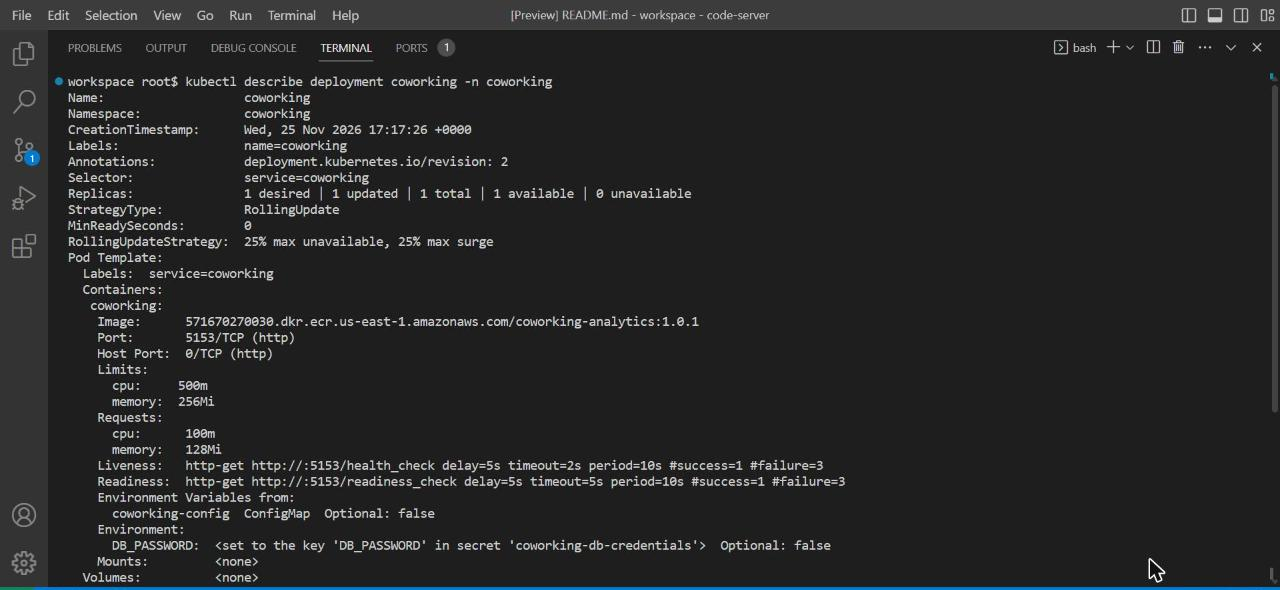 File Edit Selection View Go Run Terminal Help [Preview] README.md - workspace - code-server
PROBLEMS OUTPUT DEBUG CONSOLE TERMINAL PORTS 1 bash
workspace root$ kubectl describe deployment coworking -n coworking
Name: coworking
Namespace: coworking
CreationTimestamp: Wed, 25 Nov 2026 17:17:26 +0000
Labels: name=coworking
Annotations: deployment.kubernetes.io/revision: 2
Selector: service=coworking
Replicas: 1 desired | 1 updated | 1 total | 1 available | 0 unavailable
StrategyType: RollingUpdate
MinReadySeconds: 0
RollingUpdateStrategy: 25% max unavailable, 25% max surge
Pod Template:
Labels: service=coworking
Containers:
coworking:
Image: 571670270030.dkr.ecr.us-east-1.amazonaws.com/coworking-analytics:1.0.1
Port: 5153/TCP (http)
Host Port: 0/TCP (http)
Limits:
cpu: 500m
memory: 256Mi
Requests:
cpu: 100m
memory: 128Mi
Liveness: http-get http://:5153/health_check delay=5s timeout=2s period=10s #success=1 #failure=3
Readiness: http-get http://:5153/readiness_check delay=5s timeout=5s period=10s #success=1 #failure=3
Environment Variables from:
coworking-config ConfigMap Optional: false
Environment:
DB_PASSWORD: <set to the key 'DB_PASSWORD' in secret 'coworking-db-credentials'> Optional: false
Mounts: <none>
Volumes: <none>
1